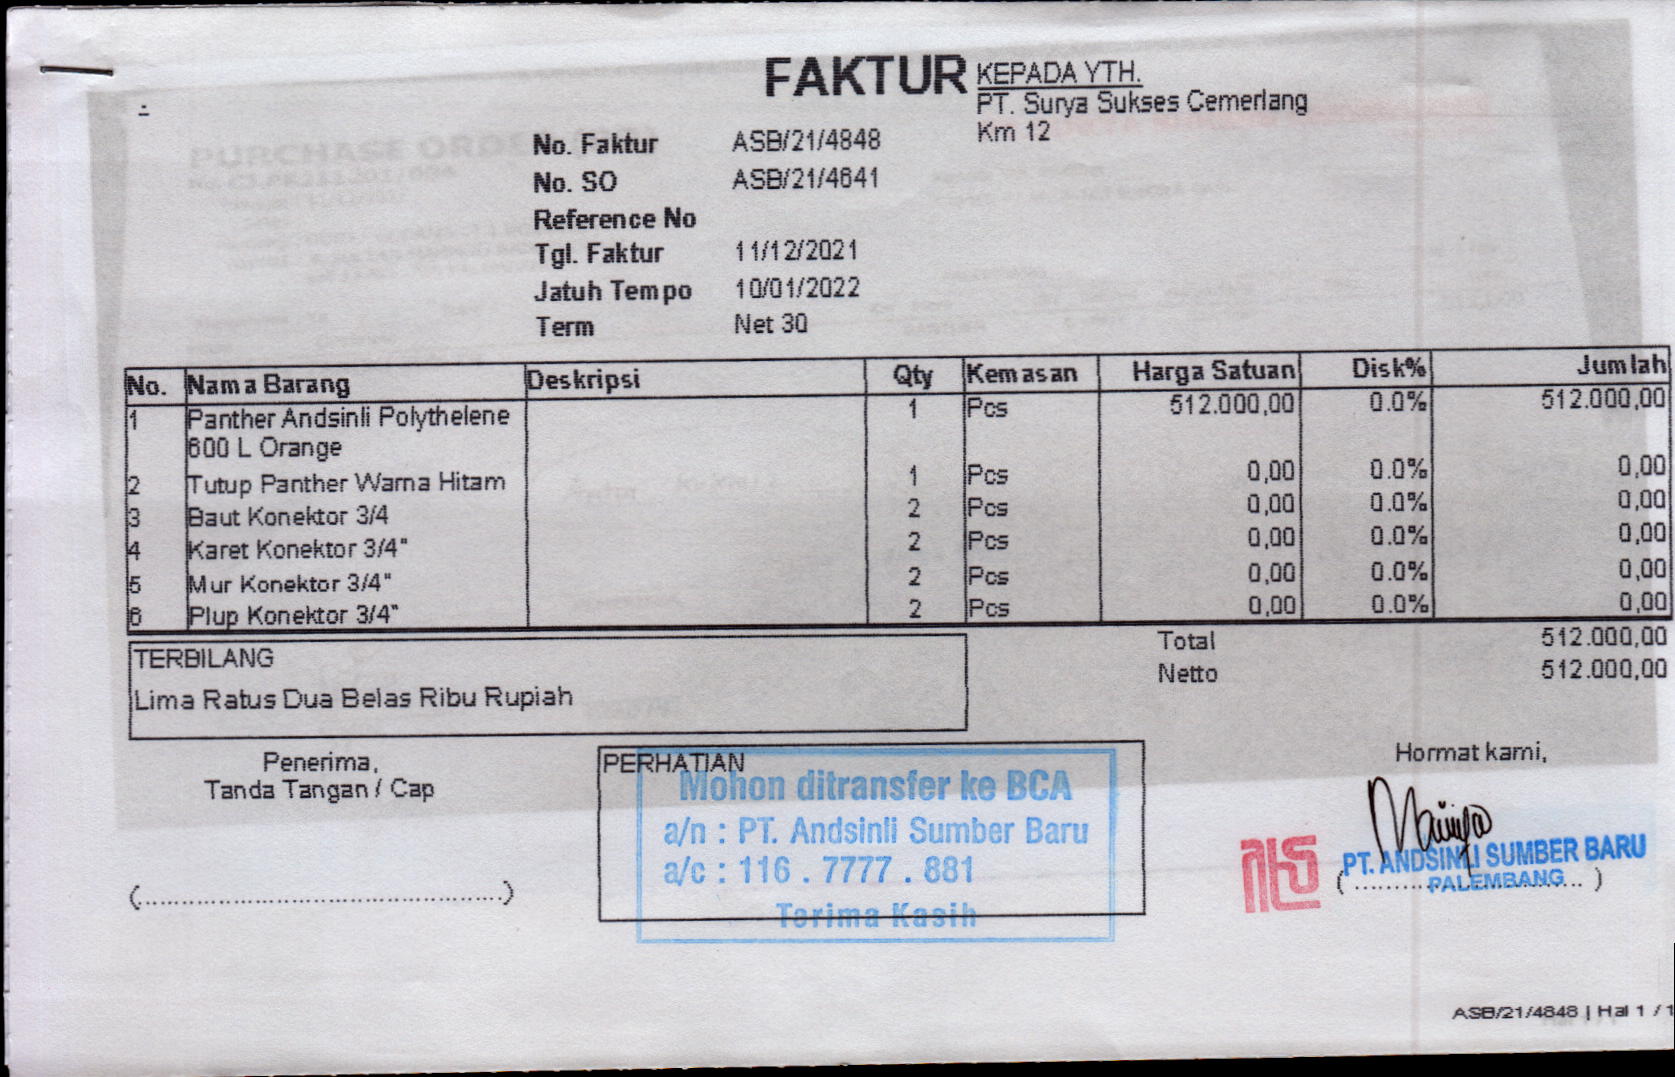 FAKTUR
KEPADA YTH.
PT. Surya Sukses Cemerlang
Km 12
No. Faktur ASB/21/4848
No. SO ASB/21/4641
Reference No
Tgl. Faktur 11/12/2021
Jatuh Tempo 10/01/2022
Term Net 30
No. Nama Barang Deskripsi Qty Kemasan Harga Satuan Disk% Jumlah
1 Panther Andsinli Polythelene 1 Pcs 512.000,00 0.0% 512.000,00
600 L Orange
2 Tutup Panther Warna Hitam 1 Pcs 0,00 0.0% 0,00
3 Baut Konektor 3/4 2 Pcs 0,00 0.0% 0,00
4 Karet Konektor 3/4" 2 Pcs 0,00 0.0% 0,00
5 Mur Konektor 3/4" 2 Pcs 0,00 0.0% 0,00
6 Plup Konektor 3/4" 2 Pcs 0,00 0.0% 0,00
Total 512.000,00
Netto 512.000,00
TERBILANG
Lima Ratus Dua Belas Ribu Rupiah
Penerima,
Tanda Tangan / Cap
(................................................)
PERHATIAN
Mohon ditransfer ke BCA
a/n : PT. Andsinli Sumber Baru
a/c : 116 . 7777 . 881
Terima Kasih
Hormat kami,
PT. ANDSINLI SUMBER BARU
PALEMBANG
ASB/21/4848 | Hal 1 / 1